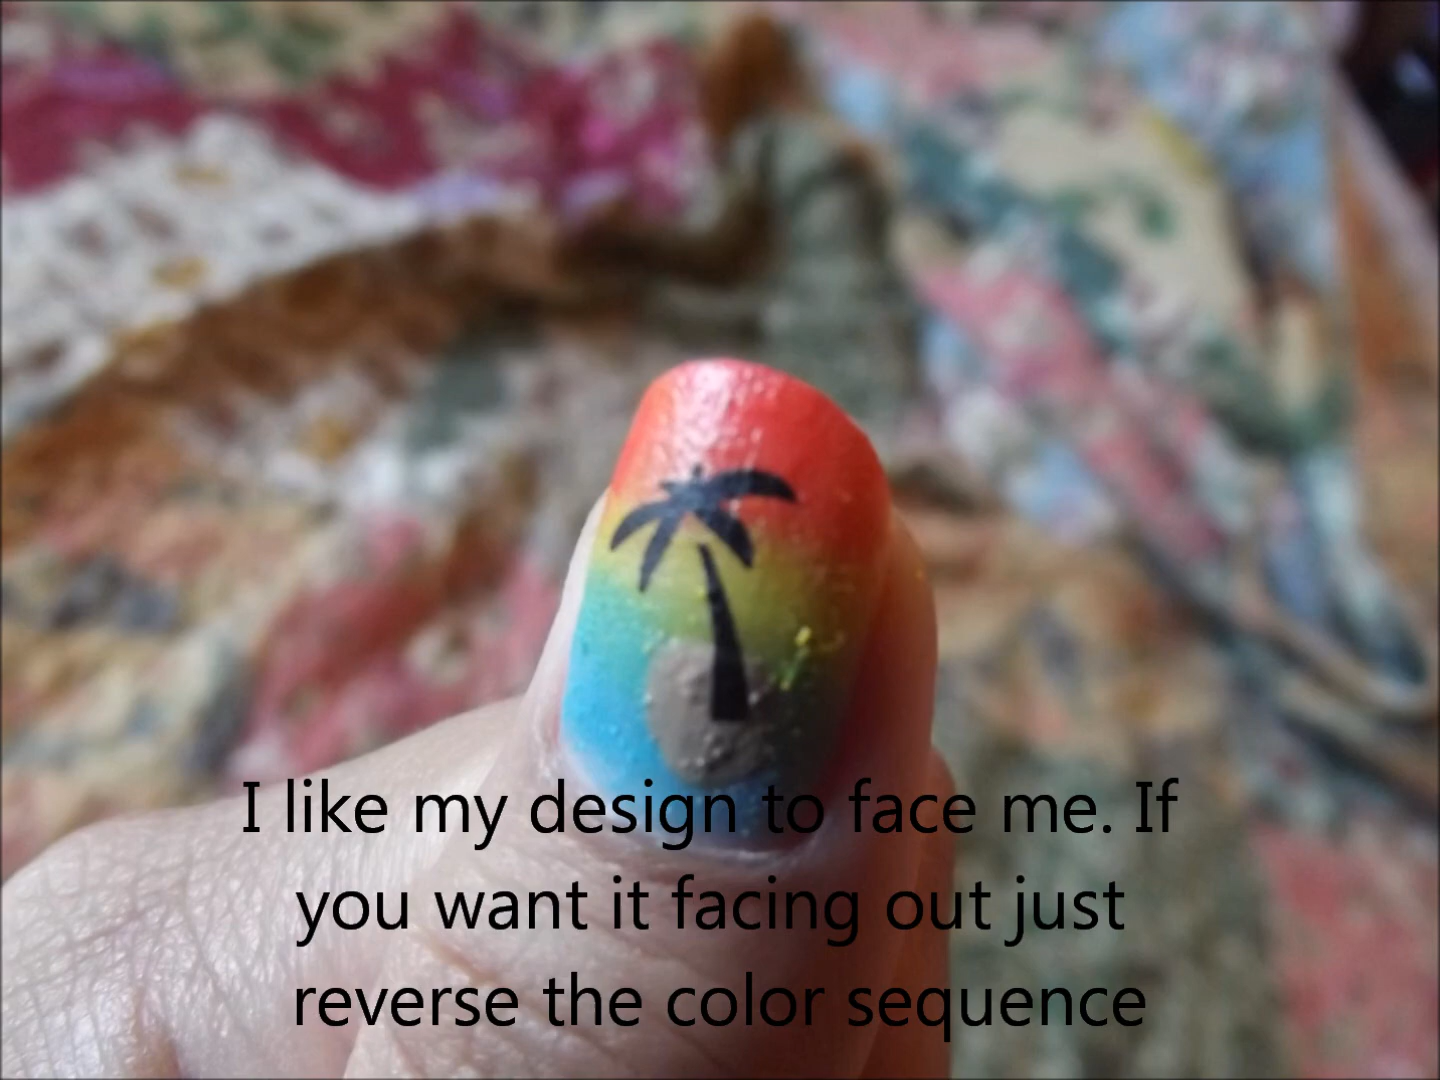 I like my design to face me. If
you want it facing out just
reverse the color sequence